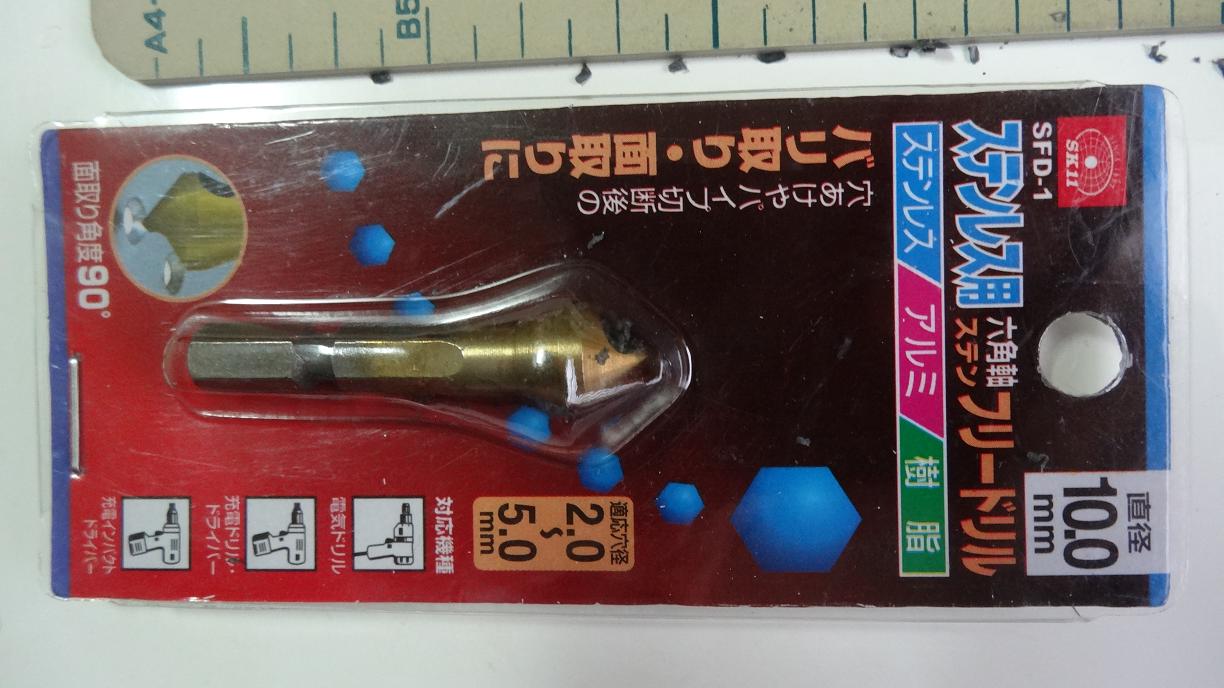 SK11
SFD-1
直径
10.0
mm
ステンレス用
六角軸
ステン
フリードリル
ステンレス
アルミ
樹脂
穴あけやパイプ切断後の
バリ取り・面取りに
適応穴径
2.0
～
5.0
mm
対応機種
電気ドリル
充電ドリル・
ドライバー
充電インパクト
ドライバー
面取り角度90°
A4-
B5